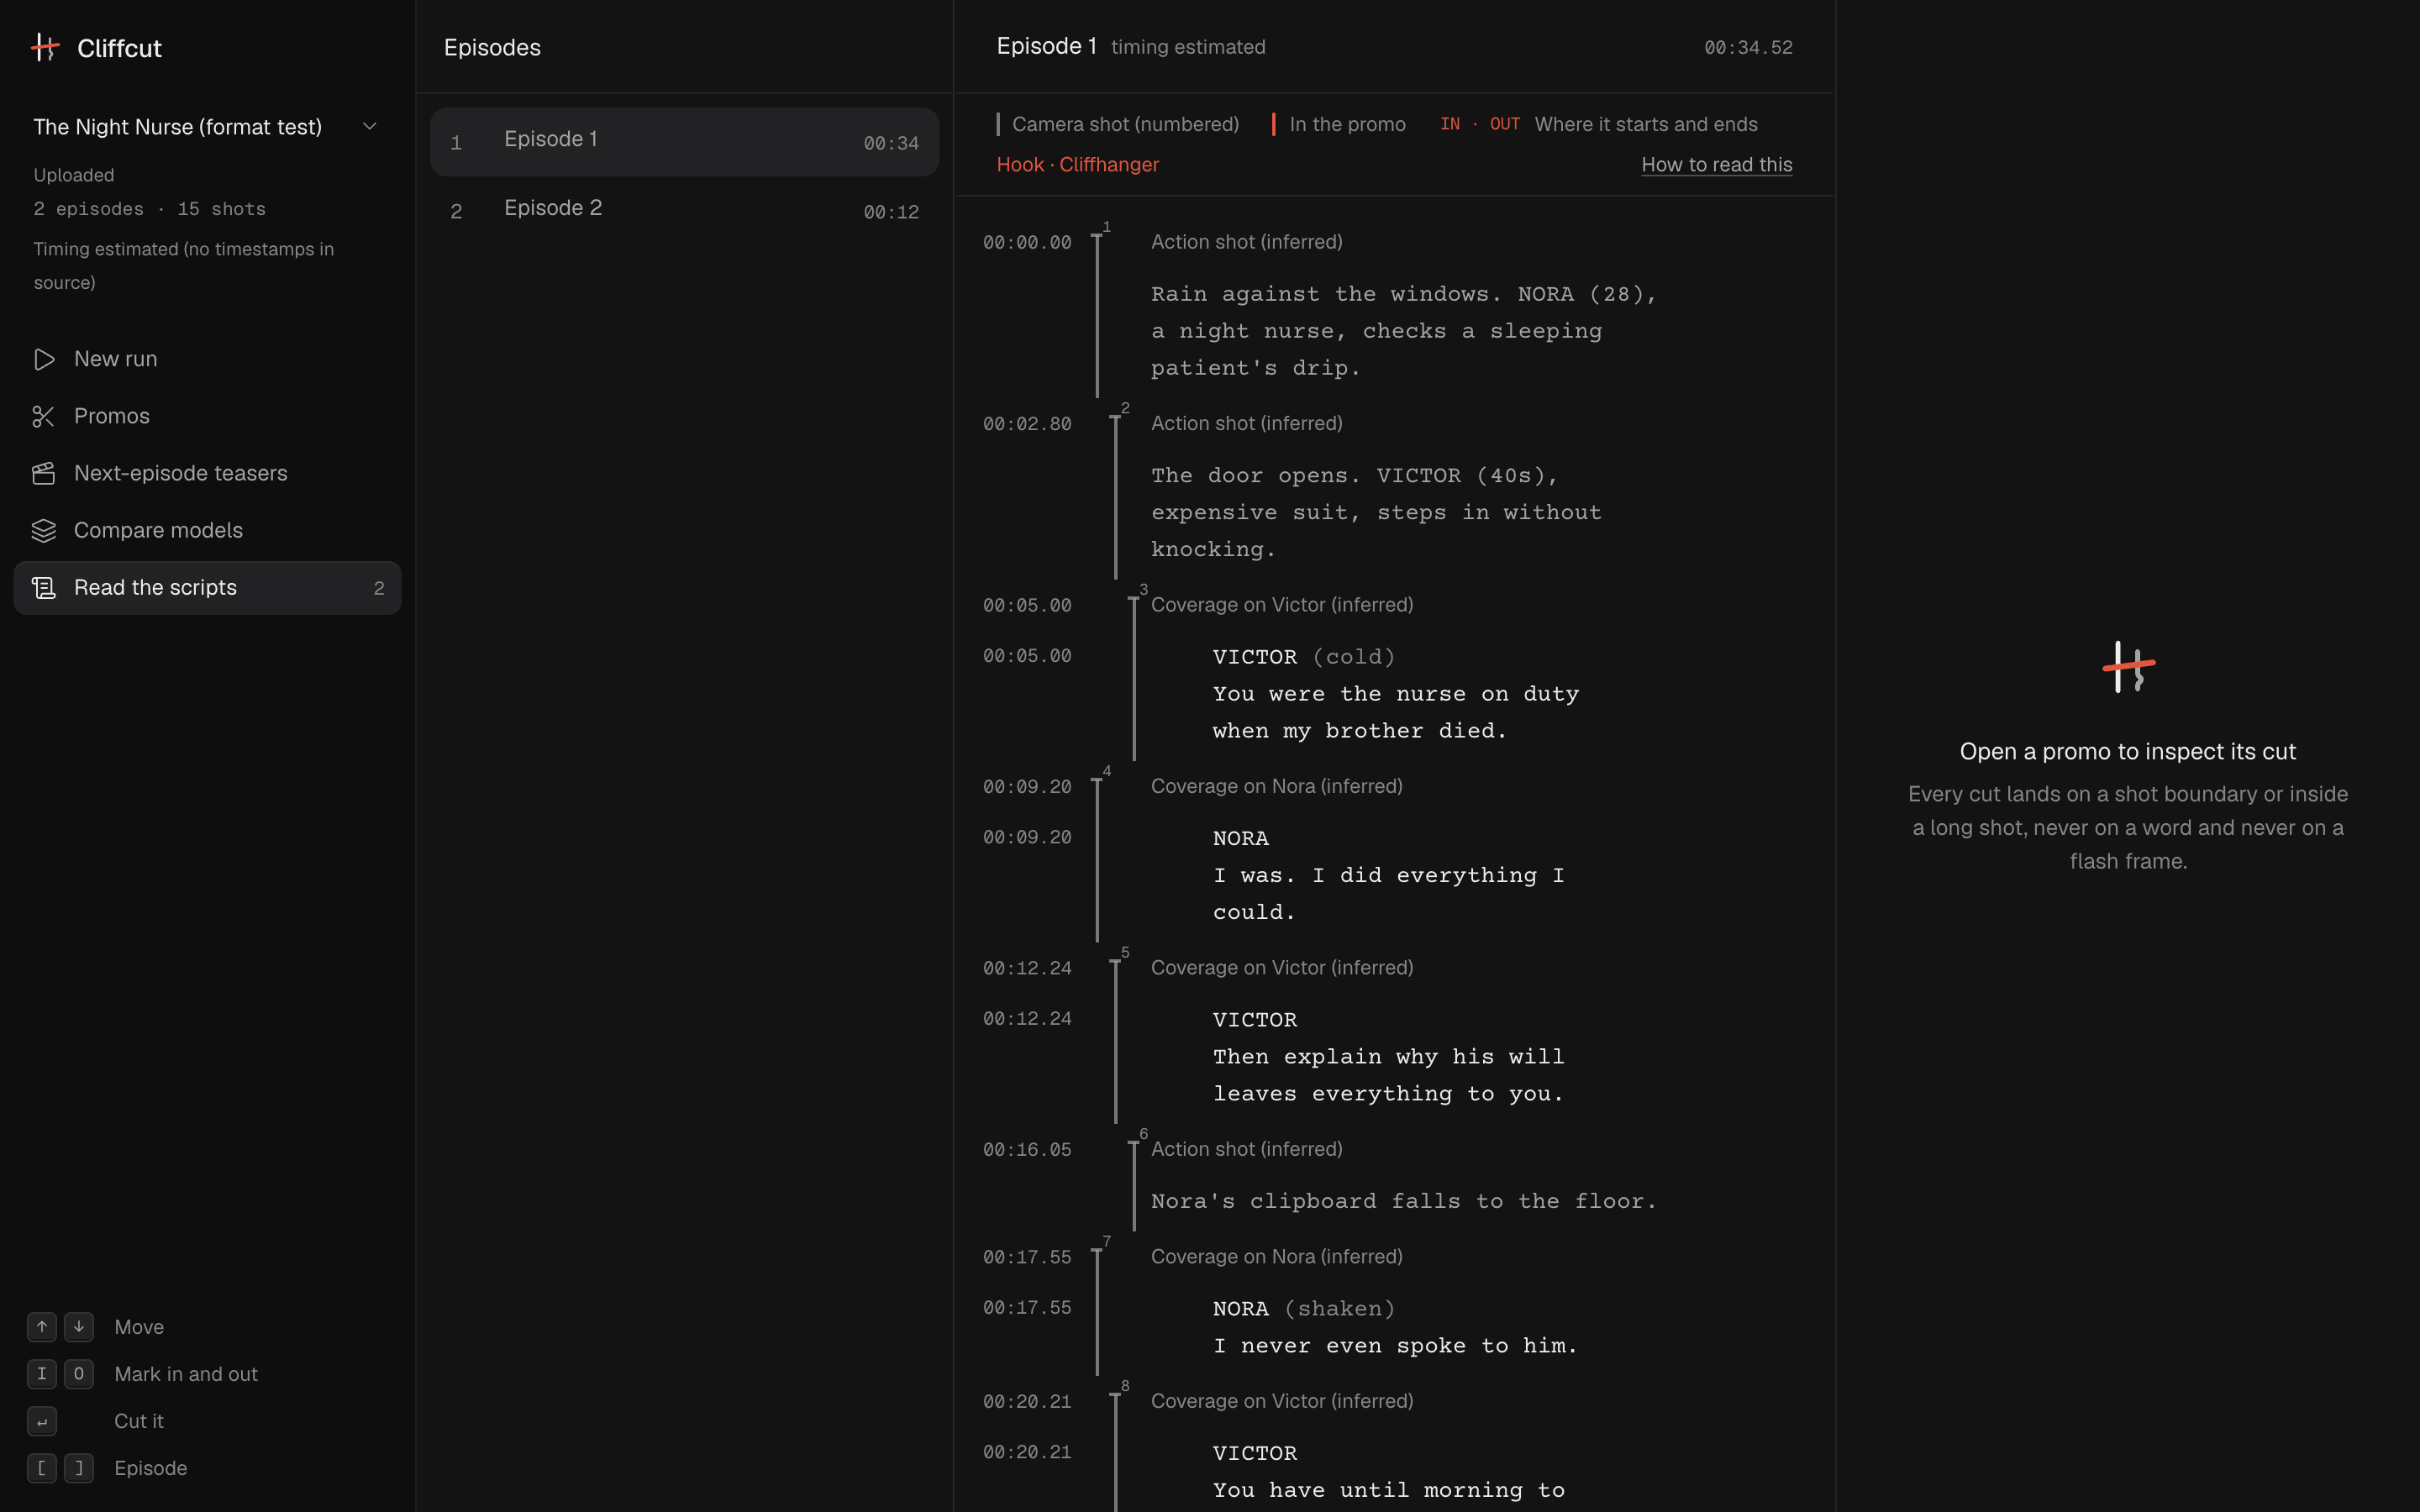 Cliffcut
The Night Nurse (format test)
Uploaded
2 episodes · 15 shots
Timing estimated (no timestamps in
source)
New run
Promos
Next-episode teasers
Compare models
Read the scripts 2
↑ ↓ Move
I O Mark in and out
↵ Cut it
[ ] Episode
Episodes
1 Episode 1 00:34
2 Episode 2 00:12
Episode 1 timing estimated 00:34.52
Camera shot (numbered) In the promo IN · OUT Where it starts and ends
Hook · Cliffhanger How to read this
00:00.00 1 Action shot (inferred)
Rain against the windows. NORA (28),
a night nurse, checks a sleeping
patient's drip.
00:02.80 2 Action shot (inferred)
The door opens. VICTOR (40s),
expensive suit, steps in without
knocking.
00:05.00 3 Coverage on Victor (inferred)
00:05.00 VICTOR (cold)
You were the nurse on duty
when my brother died.
00:09.20 4 Coverage on Nora (inferred)
00:09.20 NORA
I was. I did everything I
could.
00:12.24 5 Coverage on Victor (inferred)
00:12.24 VICTOR
Then explain why his will
leaves everything to you.
00:16.05 6 Action shot (inferred)
Nora's clipboard falls to the floor.
00:17.55 7 Coverage on Nora (inferred)
00:17.55 NORA (shaken)
I never even spoke to him.
00:20.21 8 Coverage on Victor (inferred)
00:20.21 VICTOR
You have until morning to
Open a promo to inspect its cut
Every cut lands on a shot boundary or inside
a long shot, never on a word and never on a
flash frame.